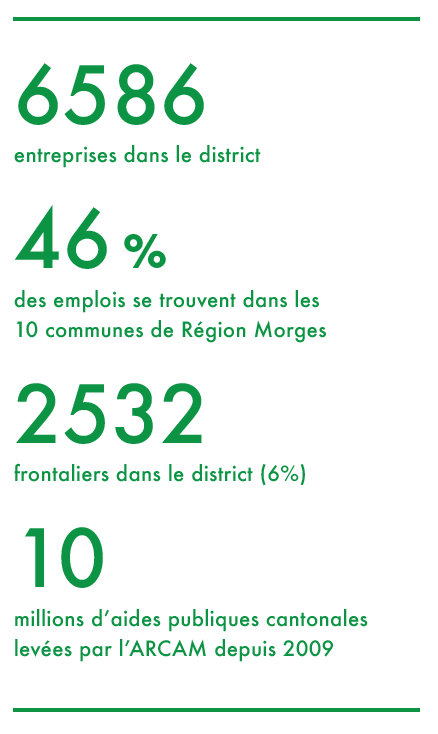 6586
entreprises dans le district
46 %
des emplois se trouvent dans les
10 communes de Région Morges
2532
frontaliers dans le district (6%)
10
millions d’aides publiques cantonales
levées par l’ARCAM depuis 2009